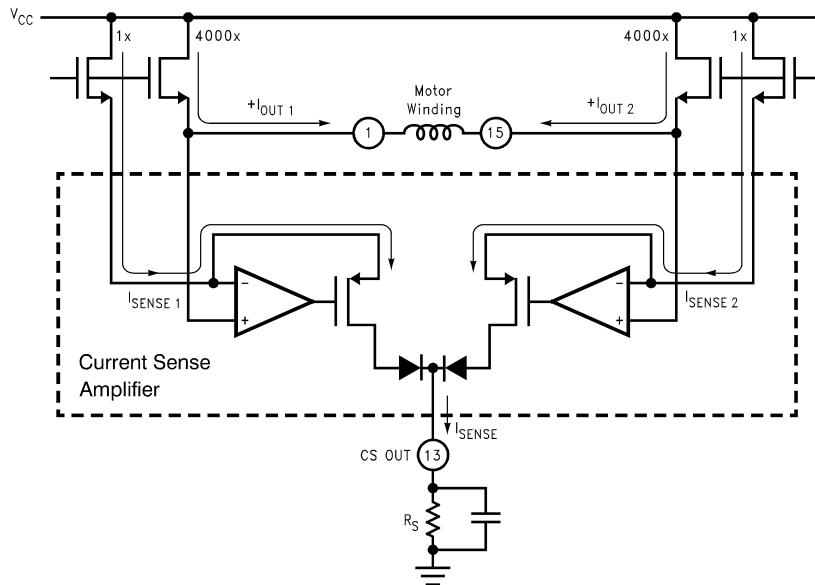 VCC
1x 4000x 4000x 1x
Motor
Winding
+IOUT 1 +IOUT 2
1 15
ISENSE 1 - + - + ISENSE 2
Current Sense
Amplifier
ISENSE
CS OUT 13
RS